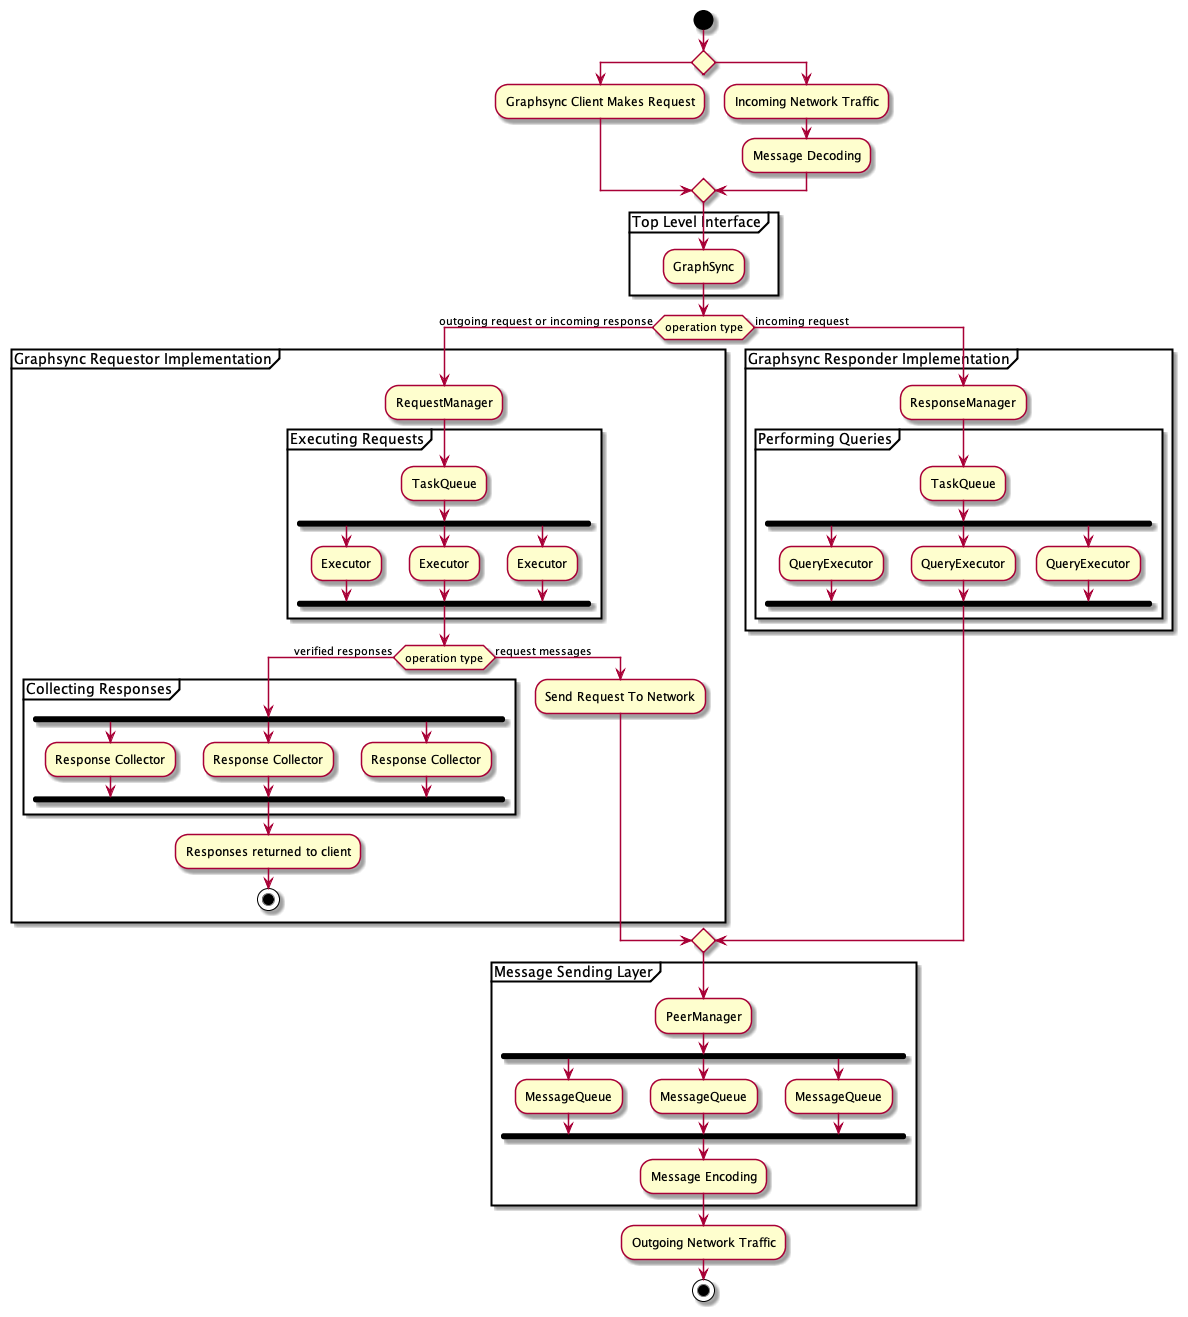 Graphsync Client Makes Request
Incoming Network Traffic
Message Decoding
Top Level Interface
GraphSync
outgoing request or incoming response
operation type
incoming request
Graphsync Requestor Implementation
Graphsync Responder Implementation
RequestManager
ResponseManager
Executing Requests
Performing Queries
TaskQueue
TaskQueue
Executor
Executor
Executor
QueryExecutor
QueryExecutor
QueryExecutor
verified responses
operation type
request messages
Collecting Responses
Send Request To Network
Response Collector
Response Collector
Response Collector
Responses returned to client
Message Sending Layer
PeerManager
MessageQueue
MessageQueue
MessageQueue
Message Encoding
Outgoing Network Traffic